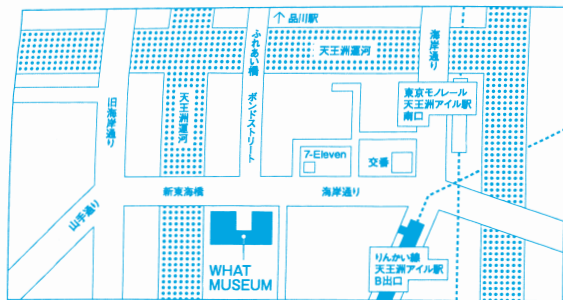 ↑ 品川駅
天王洲運河
海岸通り
ふれあい橋
ボンドストリート
旧海岸通り
天王洲運河
東京モノレール
天王洲アイル駅
南口
7-Eleven
交番
新東海橋
海岸通り
山手通り
WHAT
MUSEUM
りんかい線
天王洲アイル駅
B出口